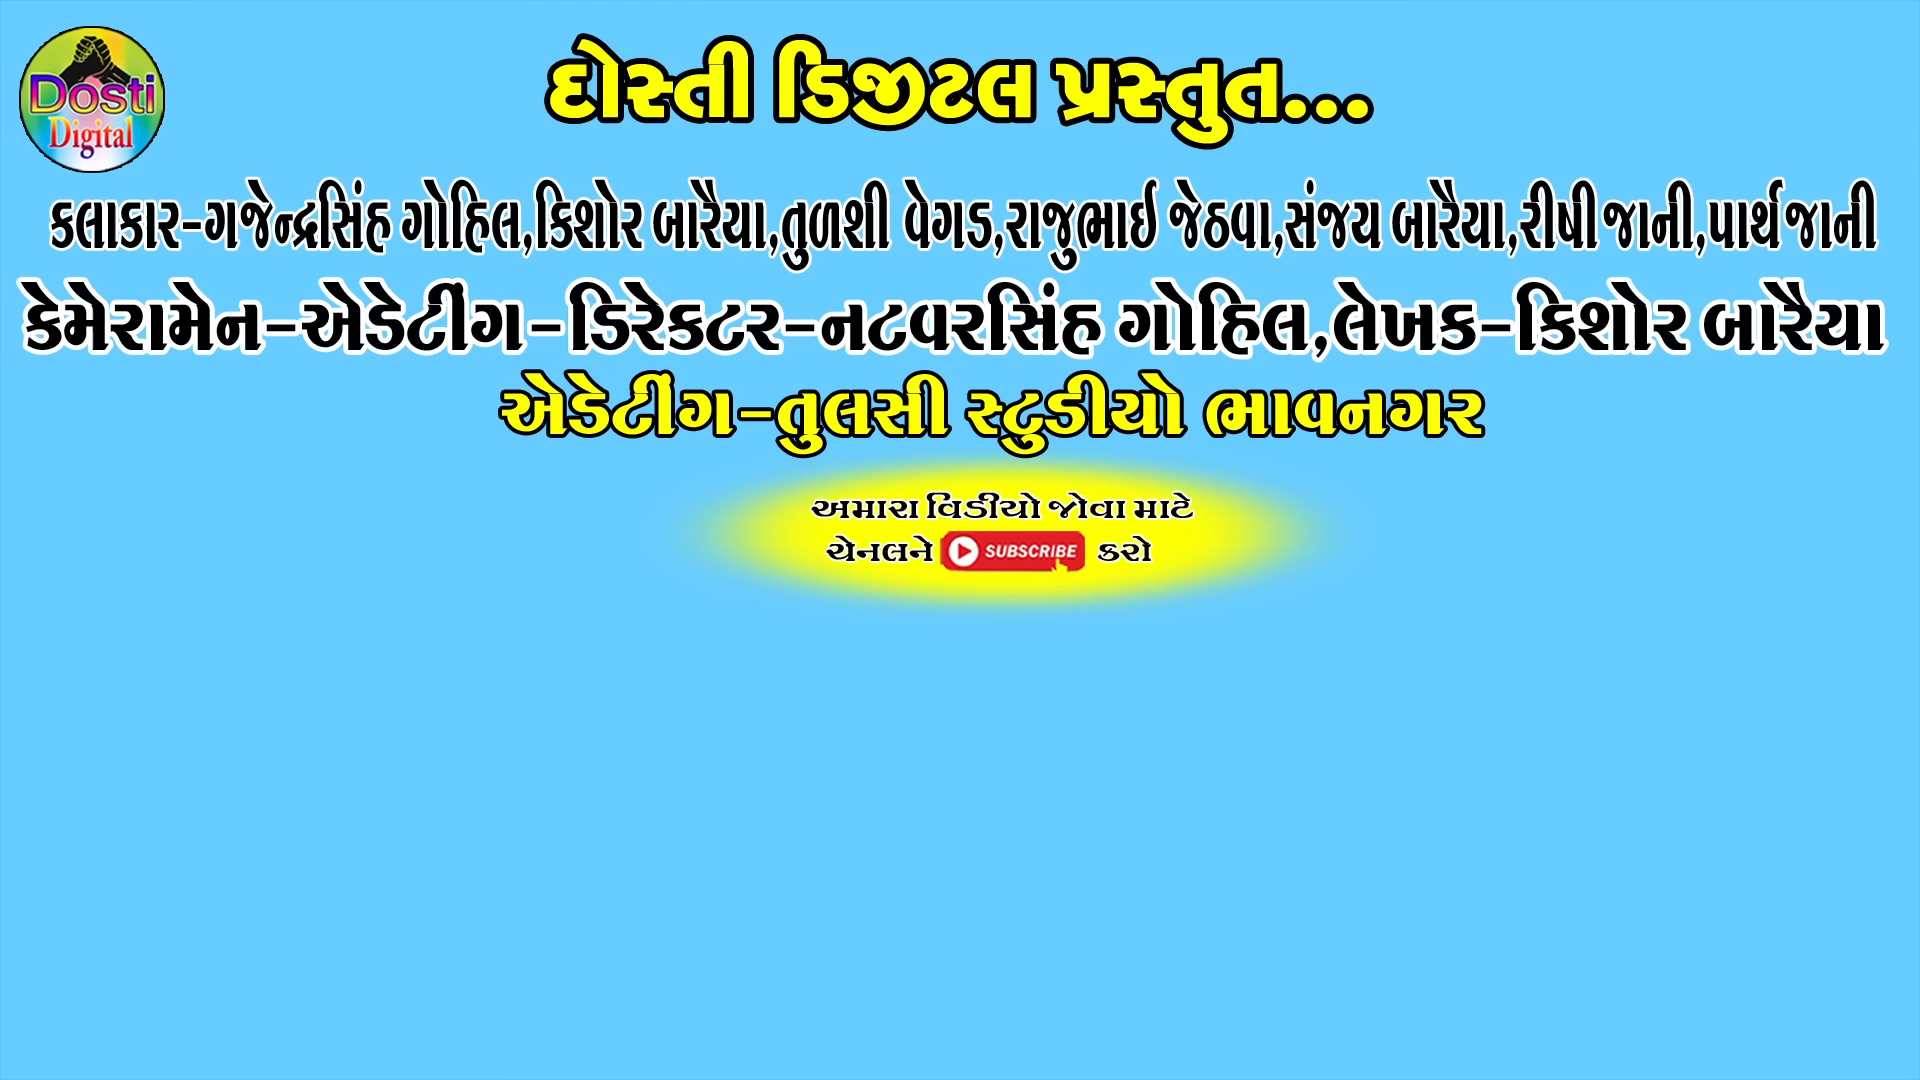 Dosti
Digital
દોસ્તી ડિજીટલ પ્રસ્તુત...
કલાકાર-ગજેન્દ્રસિંહ ગોહિલ,કિશોર બારૈયા,તુળશી વેગડ,રાજુભાઈ જેઠવા,સંજય બારૈયા,રીષી જાની,પાર્થ જાની
કેમેરામેન-એડેટીંગ-ડિરેકટર-નટવરસિંહ ગોહિલ,લેખક-કિશોર બારૈયા
એડેટીંગ-તુલસી સ્ટુડીયો ભાવનગર
અમારા વિડીયો જોવા માટે
ચેનલને SUBSCRIBE કરો